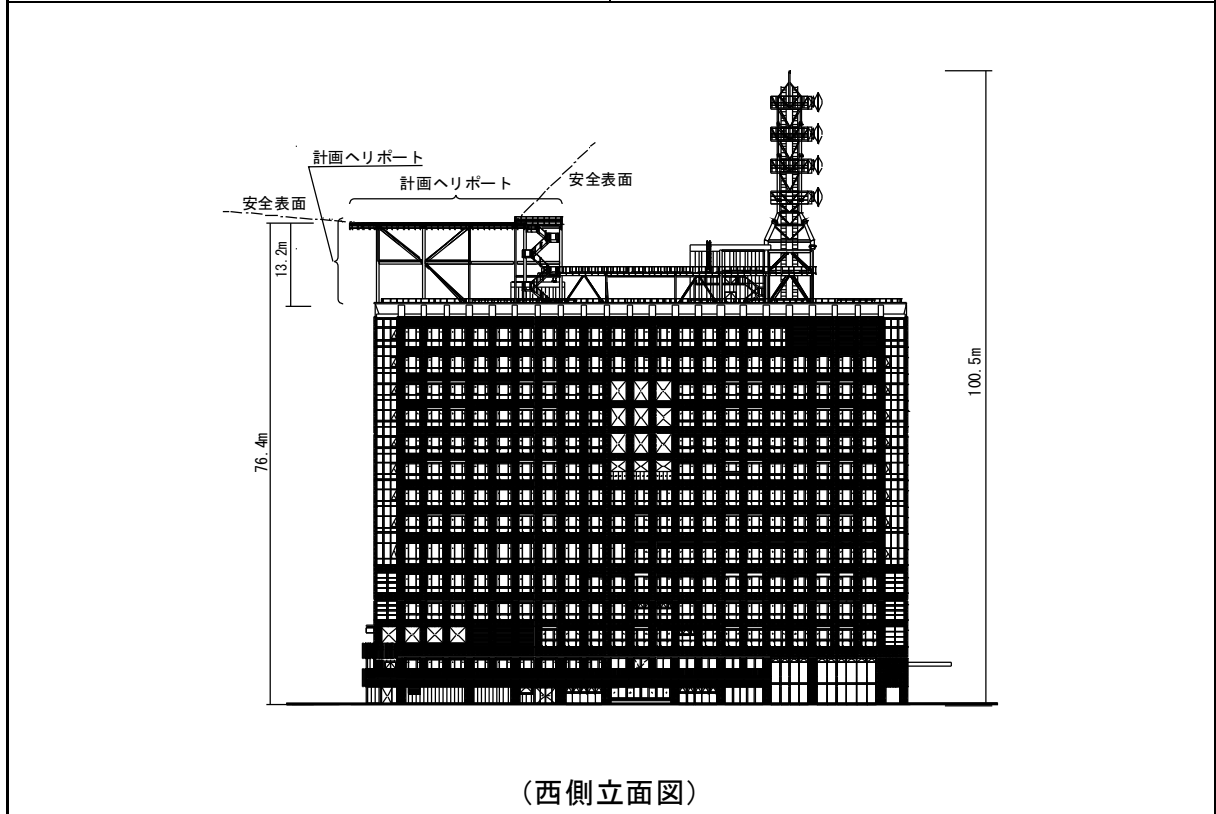 計画ヘリポート
計画ヘリポート
安全表面
安全表面
13.2m
76.4m
100.5m
(西側立面図)